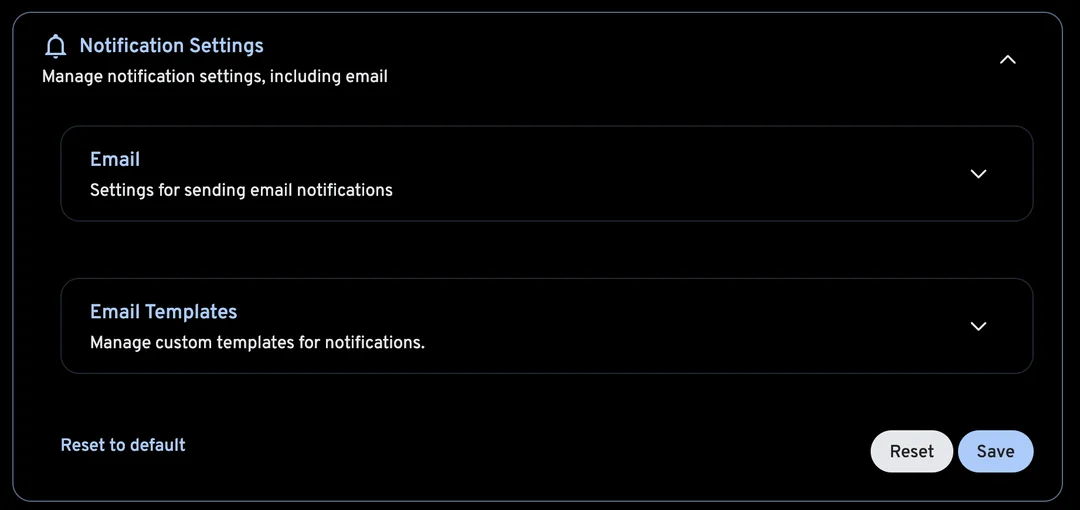 Notification Settings
Manage notification settings, including email
Email
Settings for sending email notifications
Email Templates
Manage custom templates for notifications.
Reset to default
Reset
Save